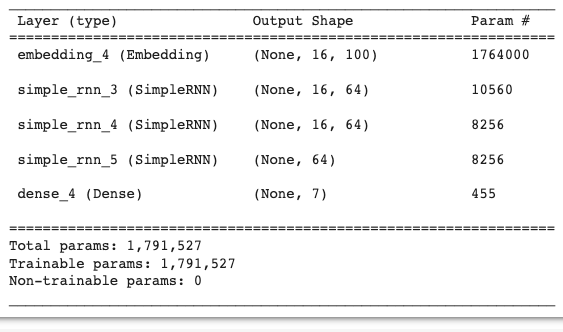 Layer (type) Output Shape Param #
=================================================================
embedding_4 (Embedding) (None, 16, 100) 1764000
simple_rnn_3 (SimpleRNN) (None, 16, 64) 10560
simple_rnn_4 (SimpleRNN) (None, 16, 64) 8256
simple_rnn_5 (SimpleRNN) (None, 64) 8256
dense_4 (Dense) (None, 7) 455
=================================================================
Total params: 1,791,527
Trainable params: 1,791,527
Non-trainable params: 0